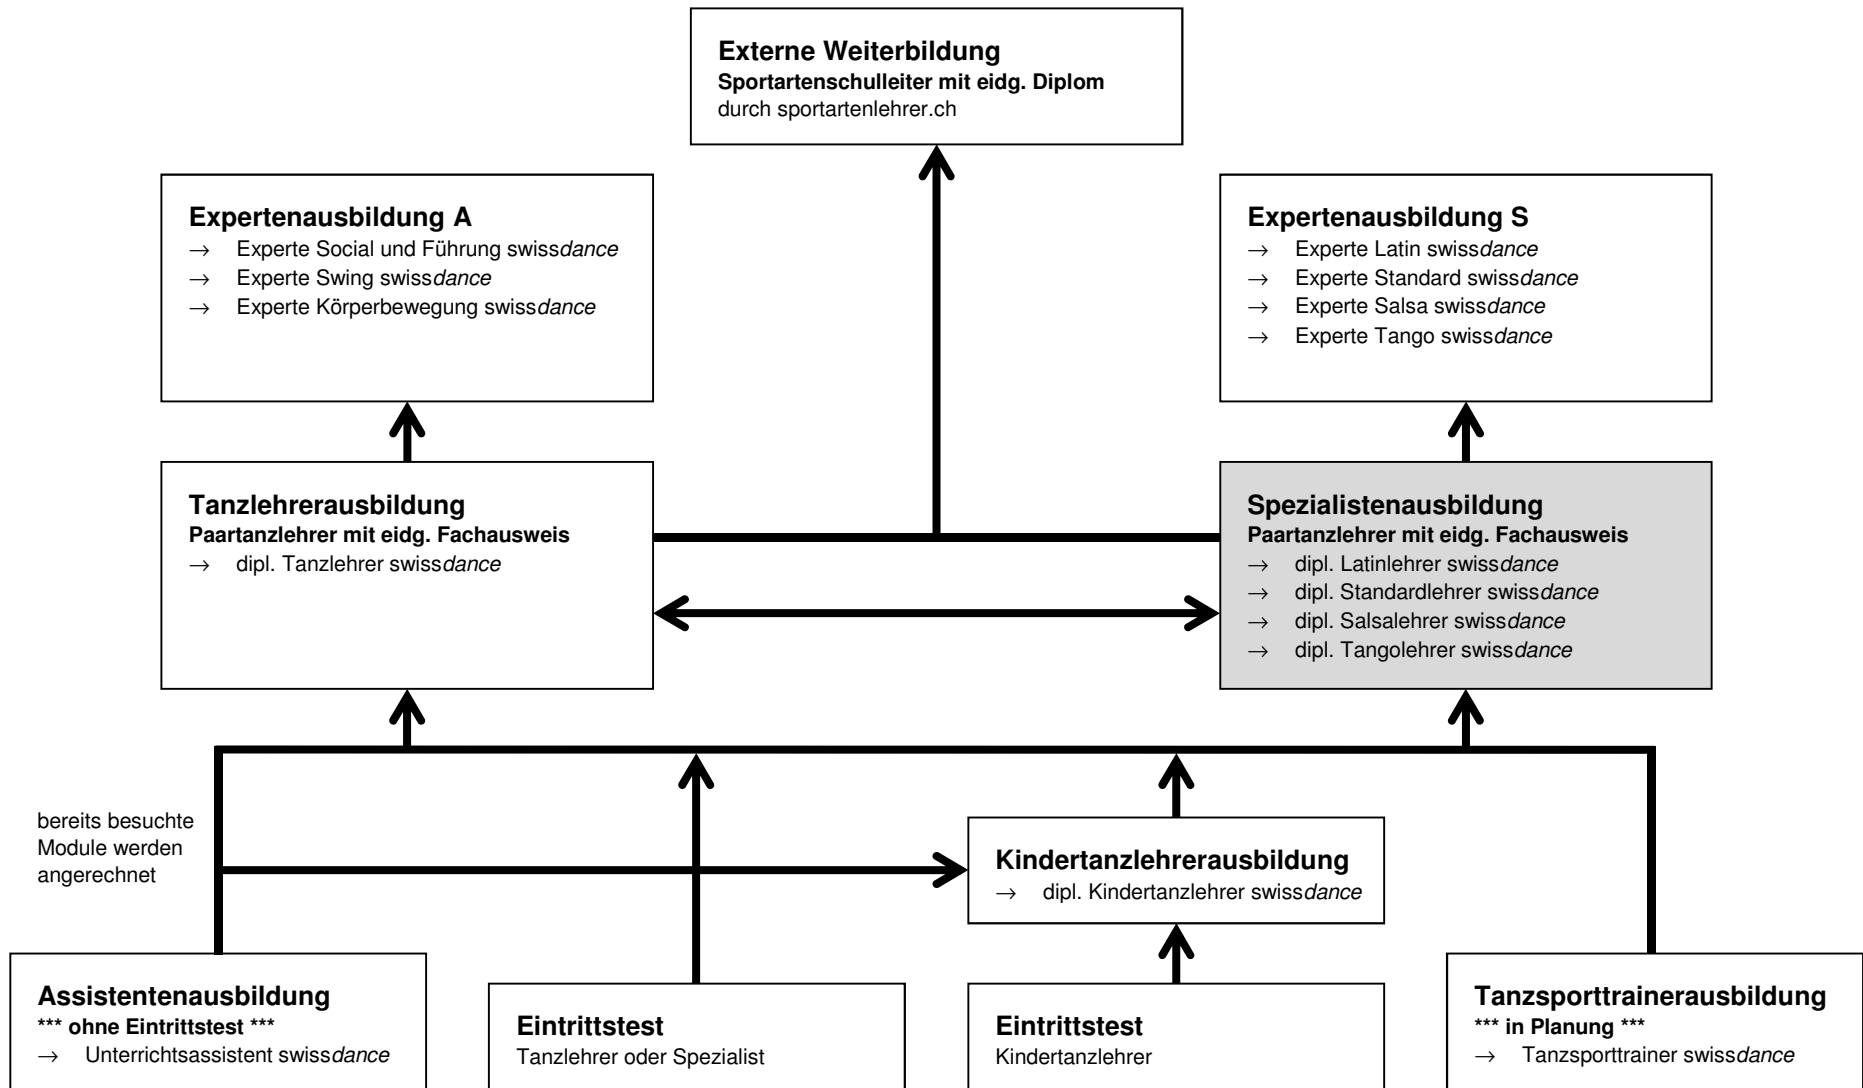 Externe Weiterbildung
Sportartenschulleiter mit eidg. Diplom
durch sportartenlehrer.ch
Expertenausbildung A
→ Experte Social und Führung swissdance
→ Experte Swing swissdance
→ Experte Körperbewegung swissdance
Expertenausbildung S
→ Experte Latin swissdance
→ Experte Standard swissdance
→ Experte Salsa swissdance
→ Experte Tango swissdance
Tanzlehrerausbildung
Paartanzlehrer mit eidg. Fachausweis
→ dipl. Tanzlehrer swissdance
Spezialistenausbildung
Paartanzlehrer mit eidg. Fachausweis
→ dipl. Latinlehrer swissdance
→ dipl. Standardlehrer swissdance
→ dipl. Salsalehrer swissdance
→ dipl. Tangolehrer swissdance
bereits besuchte
Module werden
angerechnet
Kindertanzlehrerausbildung
→ dipl. Kindertanzlehrer swissdance
Assistentenausbildung
*** ohne Eintrittstest ***
→ Unterrichtsassistent swissdance
Eintrittstest
Tanzlehrer oder Spezialist
Eintrittstest
Kindertanzlehrer
Tanzsporttrainerausbildung
*** in Planung ***
→ Tanzsporttrainer swissdance